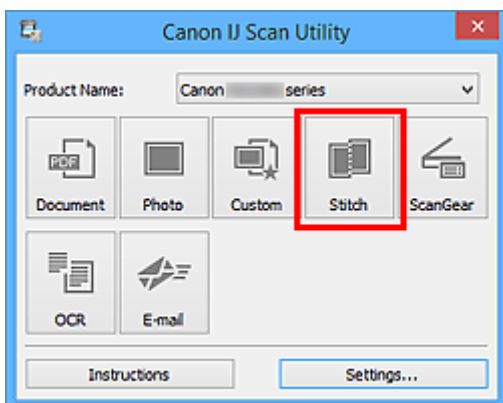 Canon IJ Scan Utility
Product Name: Canon series
PDF
Document Photo Custom Stitch ScanGear
OCR E-mail
Instructions Settings...